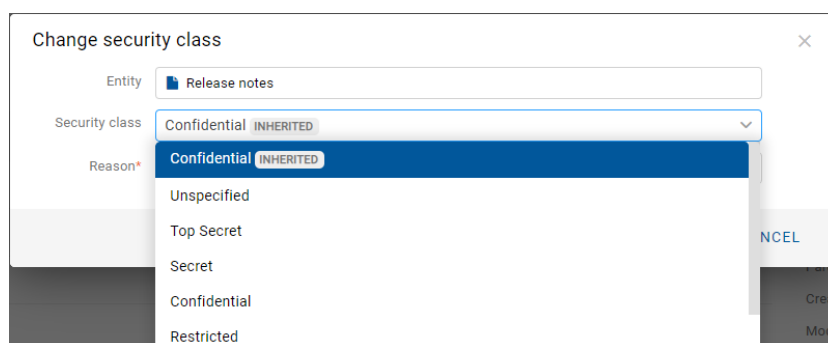 Change security class
Entity Release notes
Security class Confidential INHERITED
Reason* Confidential INHERITED
Unspecified
Top Secret
NCEL
Secret
Confidential
Cre
Restricted